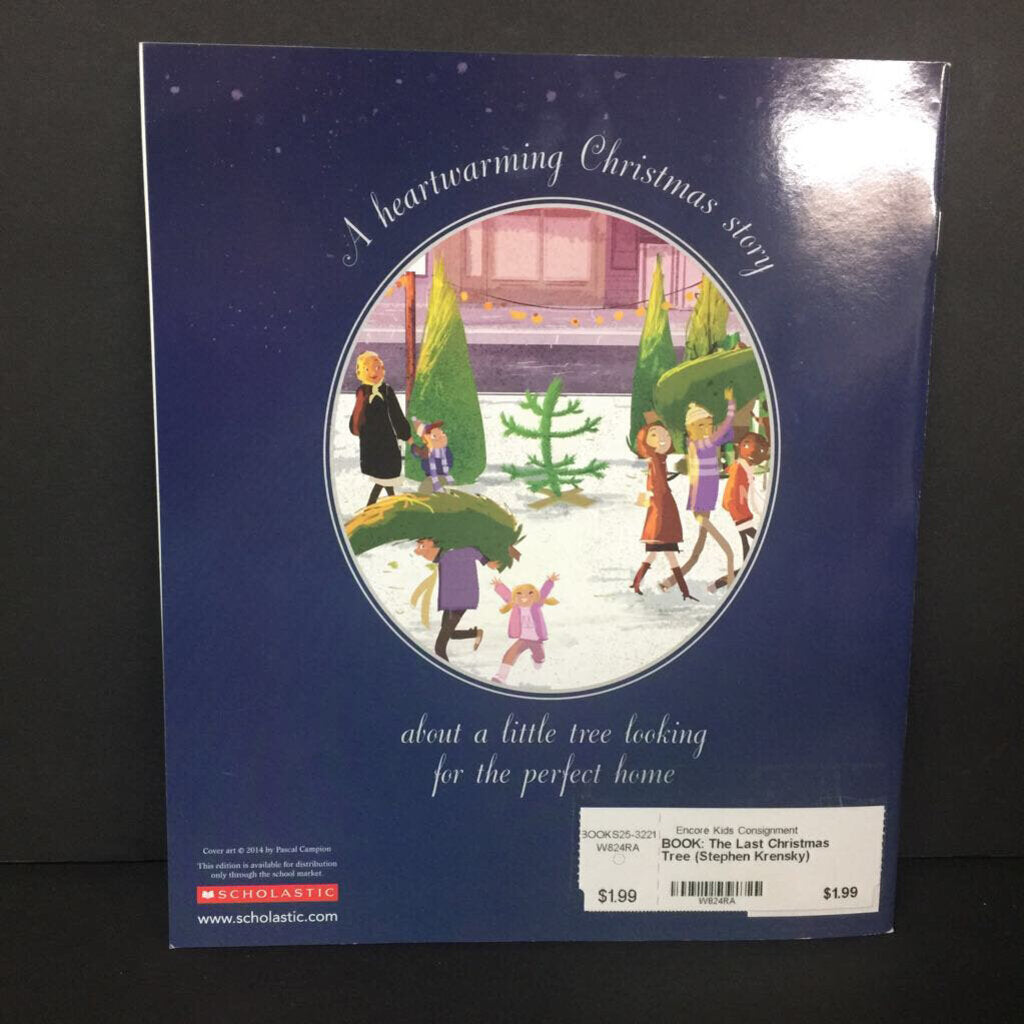 A heartwarming Christmas story
about a little tree looking
for the perfect home
Cover art © 2014 by Pascal Campion
This edition is available for distribution
only through the school market.
SCHOLASTIC
www.scholastic.com
BOOKS25-3221
W824RA
$1.99
Encore Kids Consignment
BOOK: The Last Christmas
Tree (Stephen Krensky)
W824RA
$1.99